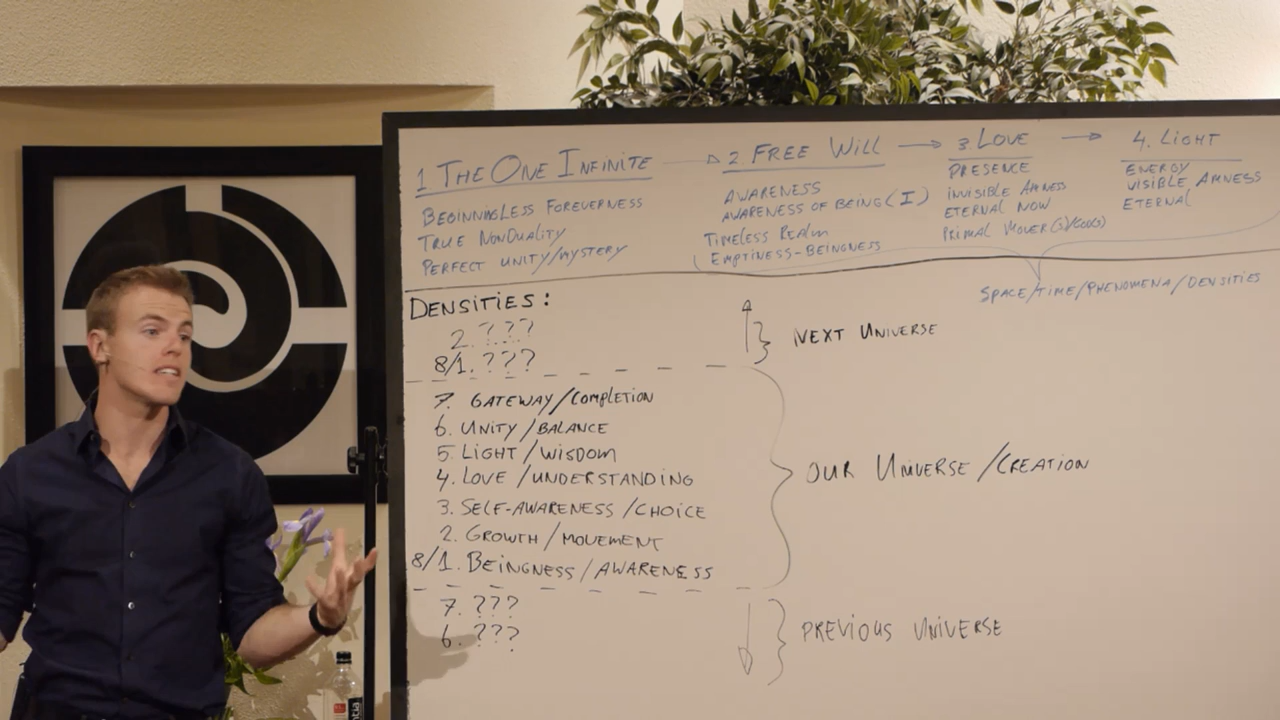 1 THE ONE INFINITE → 2. FREE WILL → 3. LOVE → 4. LIGHT
BEGINNINGLESS FOREVERNESS
TRUE NONDUALITY
PERFECT UNITY/MYSTERY
AWARENESS
AWARENESS OF BEING (I)
TIMELESS REALM
(EMPTINESS-BEINGNESS
PRESENCE
INVISIBLE AMNESS
ETERNAL NOW
PRIMAL MOVER(S)/GOD(S)
ENERGY
VISIBLE AMNESS
ETERNAL
SPACE/TIME/PHENOMENA/DENSITIES
DENSITIES:
2. ???
8/1. ???
NEXT UNIVERSE
7. GATEWAY/COMPLETION
6. UNITY/BALANCE
5. LIGHT/WISDOM
4. LOVE/UNDERSTANDING
3. SELF-AWARENESS/CHOICE
2. GROWTH/MOVEMENT
8/1. BEINGNESS/AWARENESS
OUR UNIVERSE/CREATION
7. ???
6. ???
PREVIOUS UNIVERSE